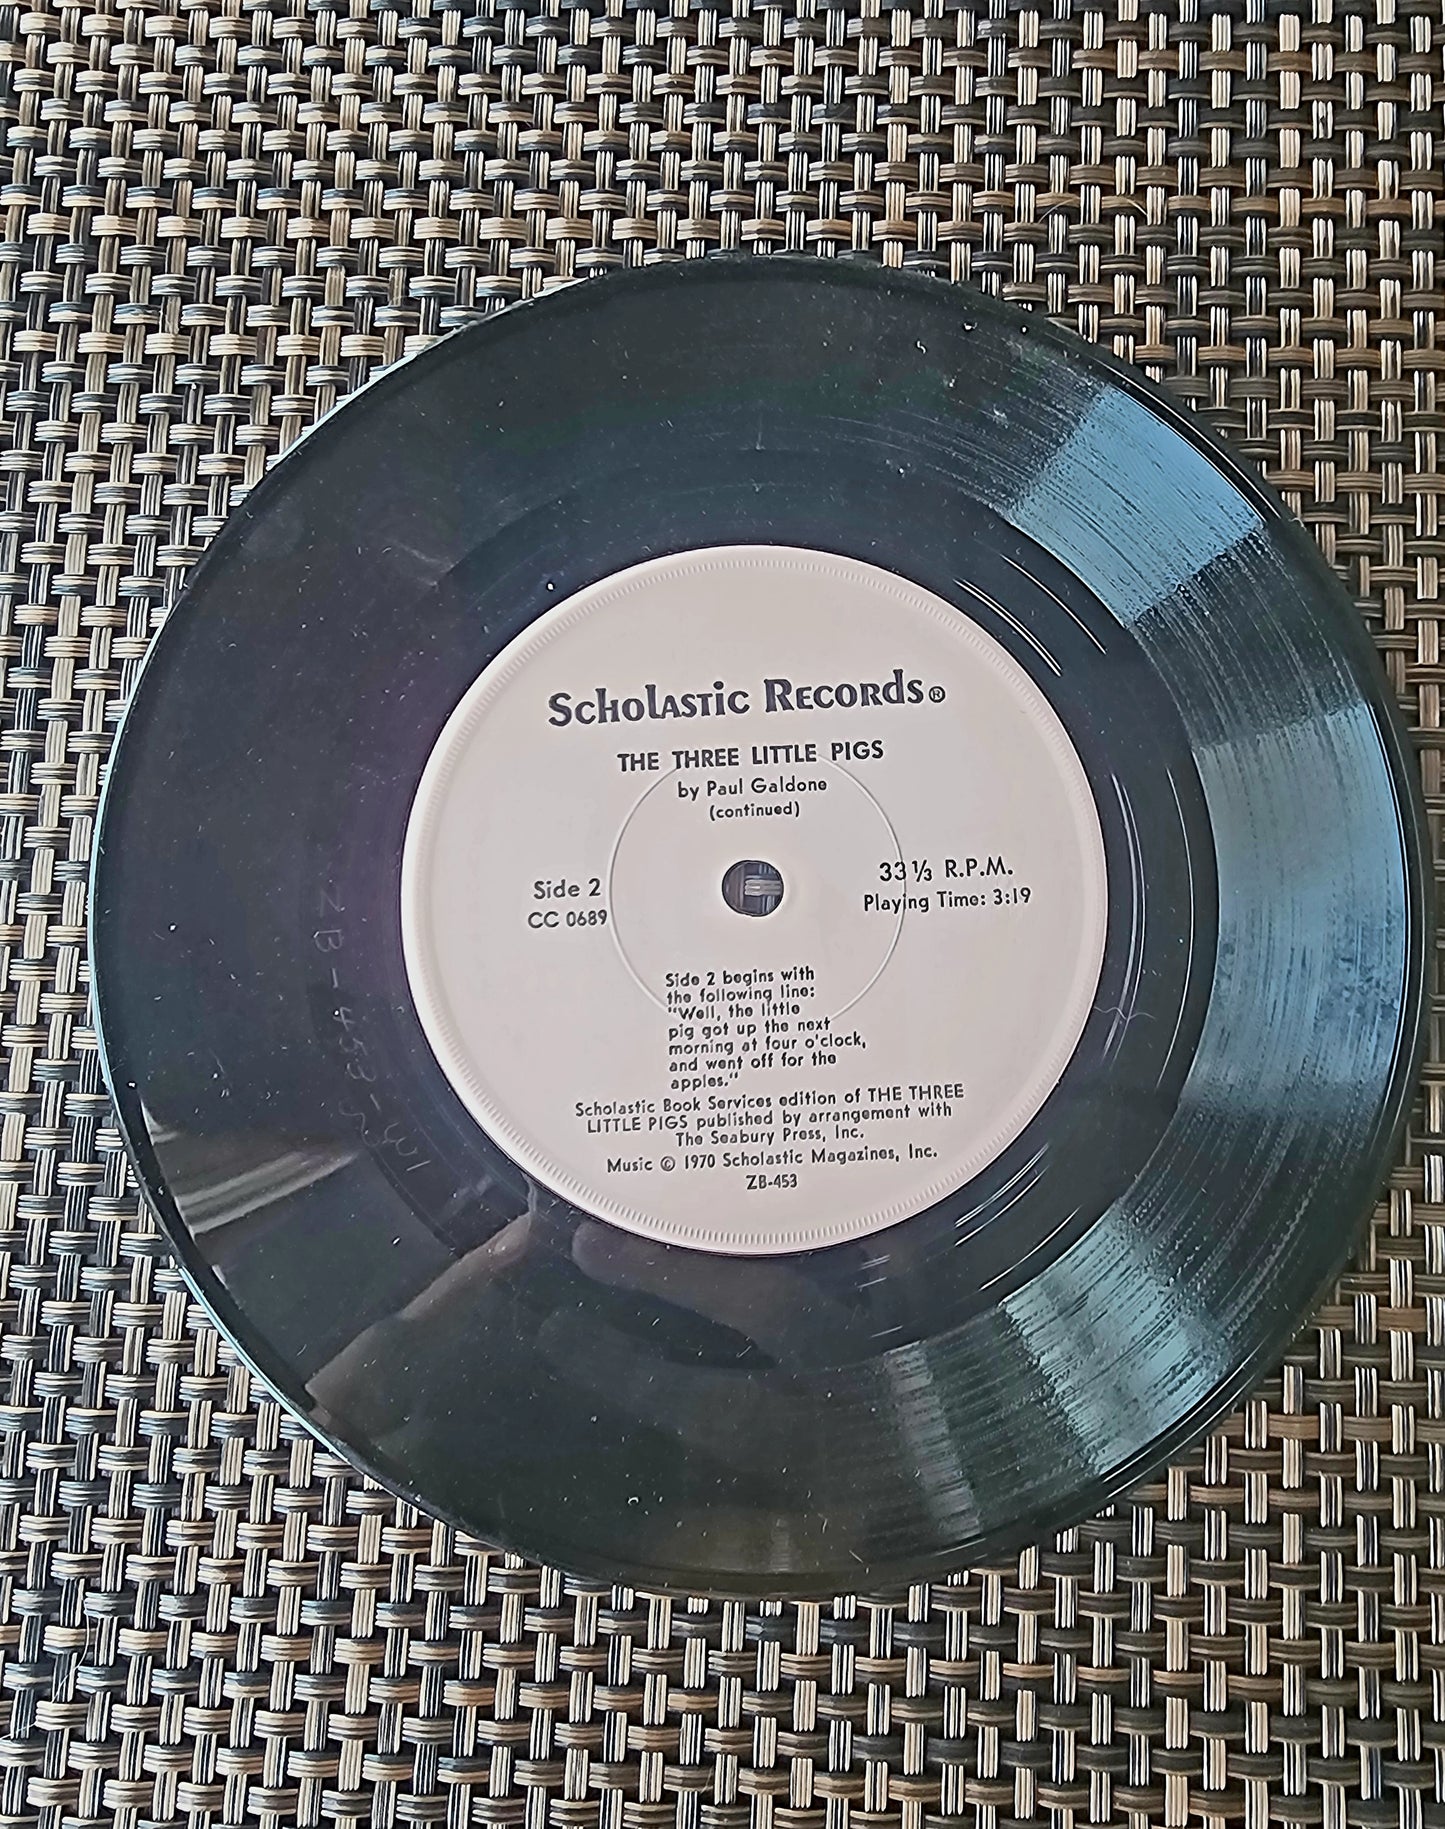 Scholastic Records®
THE THREE LITTLE PIGS
by Paul Galdone
(continued)
Side 2
CC 0689
33 ⅓ R.P.M.
Playing Time: 3:19
Side 2 begins with
the following line:
"Well, the little
pig got up the next
morning at four o'clock,
and went off for the
apples."
Scholastic Book Services edition of THE THREE
LITTLE PIGS published by arrangement with
The Seabury Press, Inc.
Music © 1970 Scholastic Magazines, Inc.
ZB-453